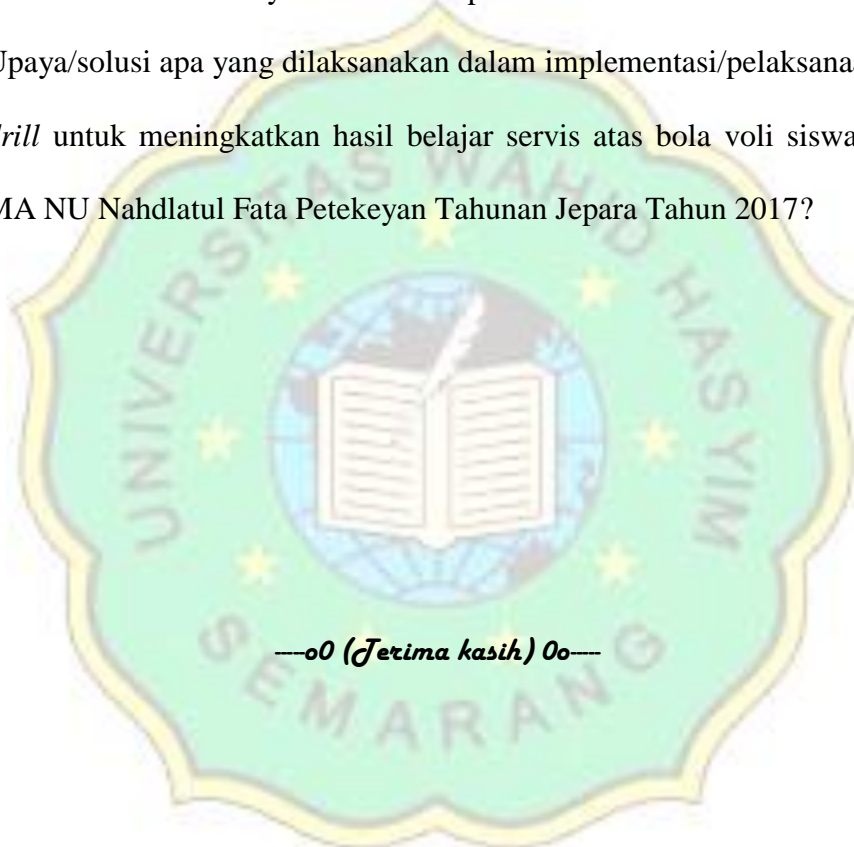 Upaya/solusi apa yang dilaksanakan dalam implementasi/pelaksana
drill untuk meningkatkan hasil belajar servis atas bola voli siswa
MA NU Nahdlatul Fata Petekeyan Tahunan Jepara Tahun 2017?
UNIVERSITAS WAHID HASYIM
-----o0 (Terima kasih) 0o-----
SEMARANG